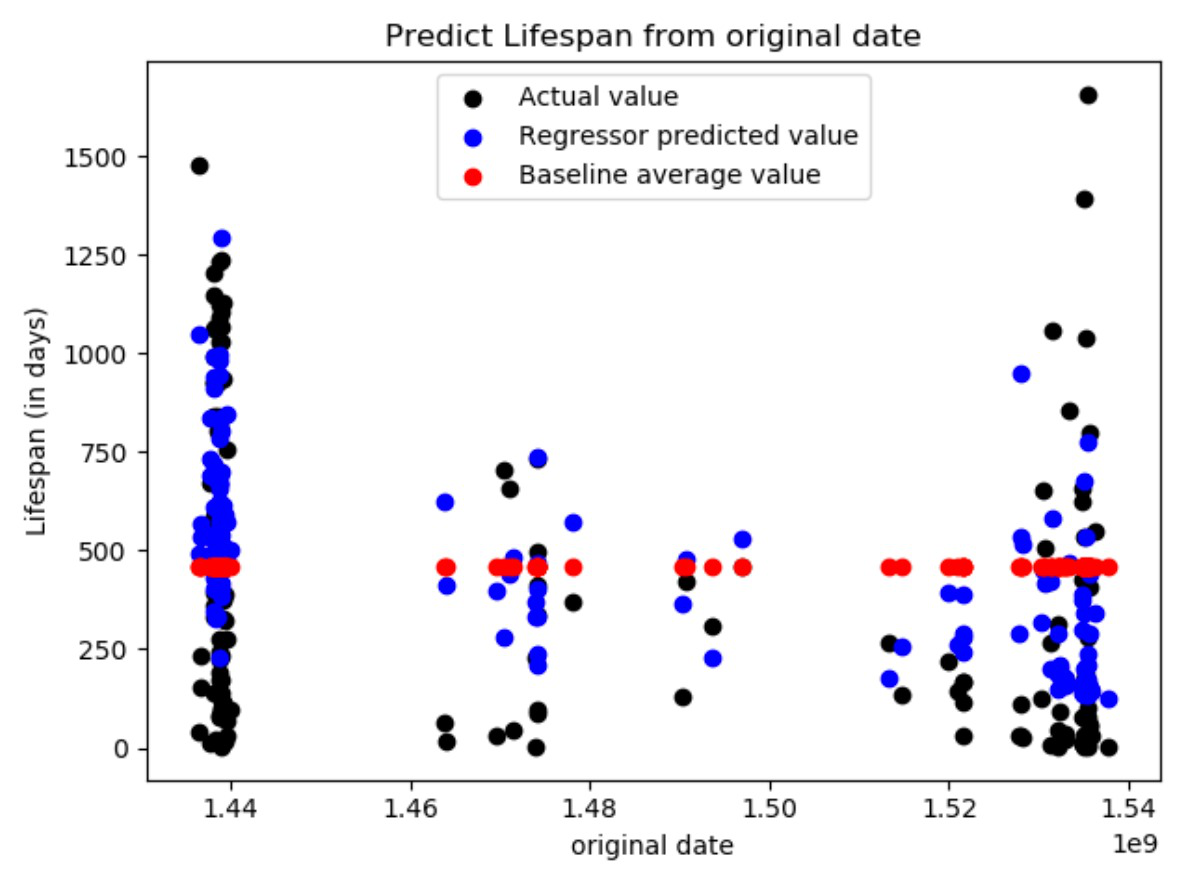 Predict Lifespan from original date
Actual value
Regressor predicted value
Baseline average value
1500
1250
1000
750
500
250
0
Lifespan (in days)
1.44 1.46 1.48 1.50 1.52 1.54
original date
1e9